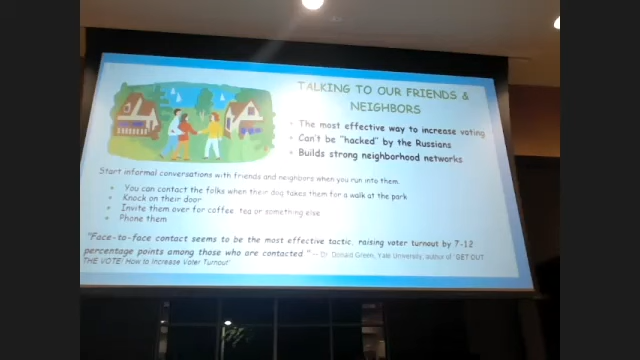 TALKING TO OUR FRIENDS &
NEIGHBORS
• The most effective way to increase voting
• Can't be "hacked" by the Russians
• Builds strong neighborhood networks
Start informal conversations with friends and neighbors when you run into them.
• You can contact the folks when their dog takes them for a walk at the park
• Knock on their door
• Invite them over for coffee, tea or something else
• Phone them
"Face-to-face contact seems to be the most effective tactic, raising voter turnout by 7-12
percentage points among those who are contacted." — Dr. Donald Green, Yale University, author of 'GET OUT
THE VOTE: How to Increase Voter Turnout'